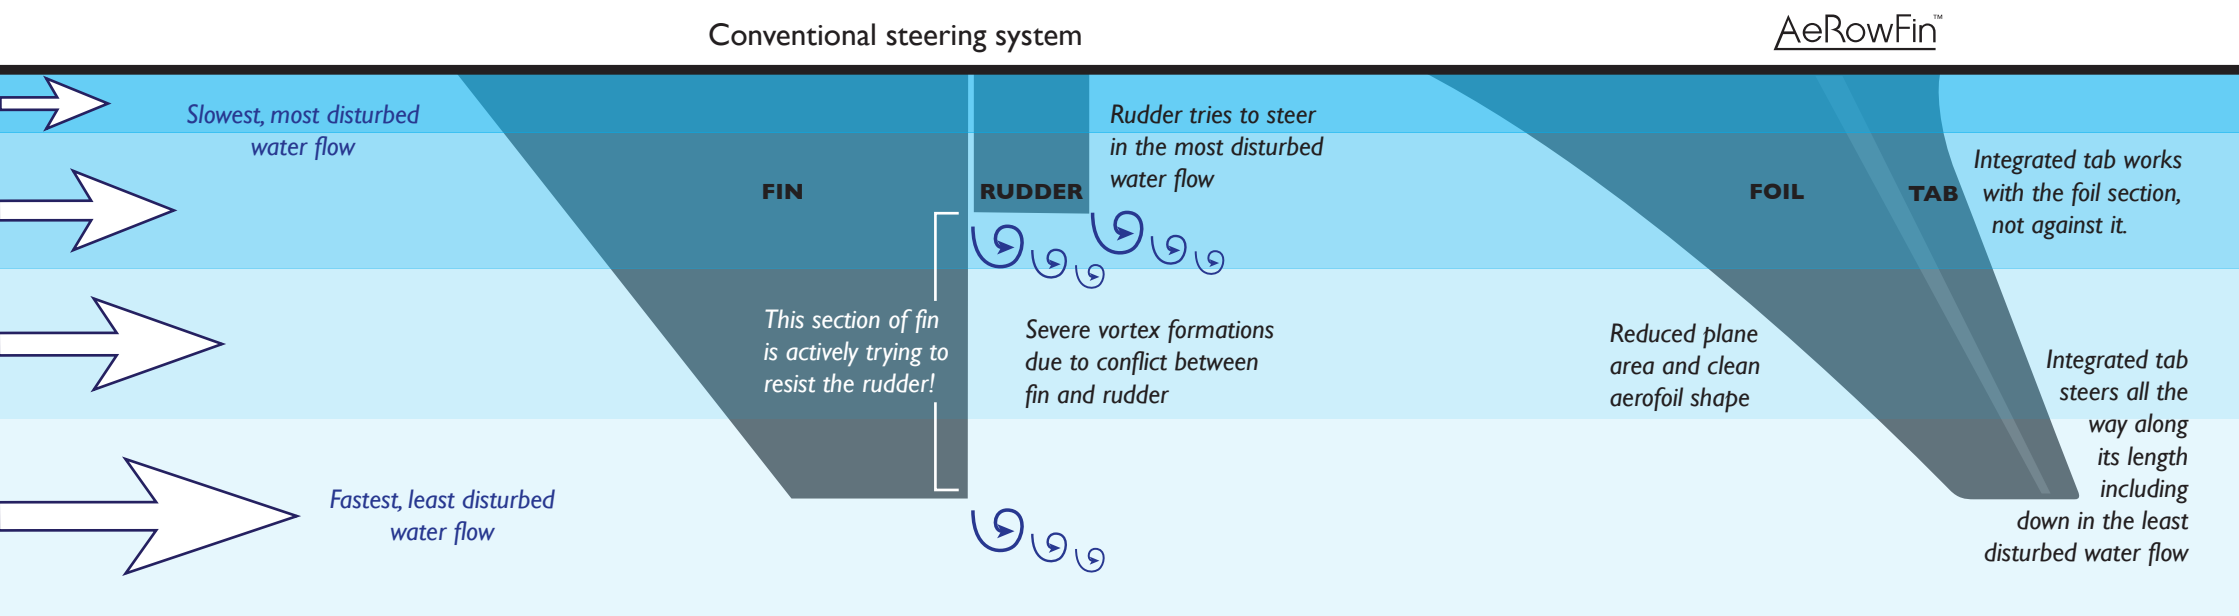 Conventional steering system
AeRowFin™
Slowest, most disturbed
water flow
Fastest, least disturbed
water flow
FIN
RUDDER
Rudder tries to steer
in the most disturbed
water flow
This section of fin
is actively trying to
resist the rudder!
Severe vortex formations
due to conflict between
fin and rudder
FOIL
TAB
Integrated tab works
with the foil section,
not against it.
Reduced plane
area and clean
aerofoil shape
Integrated tab
steers all the
way along
its length
including
down in the least
disturbed water flow